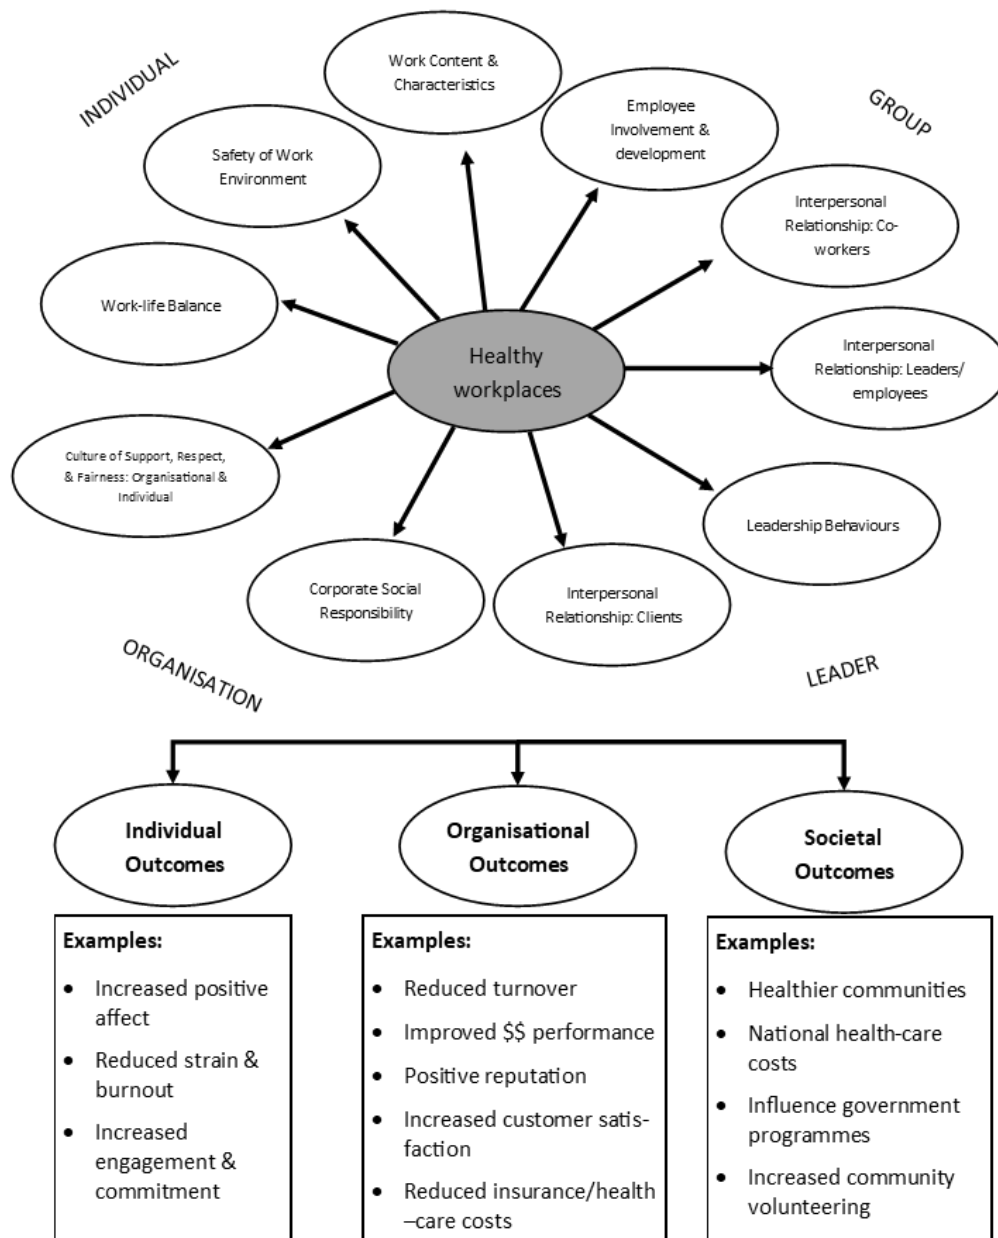 INDIVIDUAL
GROUP
Work Content &
Characteristics
Employee
Involvement &
development
Safety of Work
Environment
Interpersonal
Relationship: Co-
workers
Work-life Balance
Healthy
workplaces
Interpersonal
Relationship: Leaders/
employees
Culture of Support, Respect,
& Fairness: Organisational &
Individual
Leadership Behaviours
Corporate Social
Responsibility
Interpersonal
Relationship: Clients
ORGANISATION
LEADER
Individual
Outcomes
Organisational
Outcomes
Societal
Outcomes
Examples:
• Increased positive
affect
• Reduced strain &
burnout
• Increased
engagement &
commitment
Examples:
• Reduced turnover
• Improved $$ performance
• Positive reputation
• Increased customer satis-
faction
• Reduced insurance/health
–care costs
Examples:
• Healthier communities
• National health-care
costs
• Influence government
programmes
• Increased community
volunteering